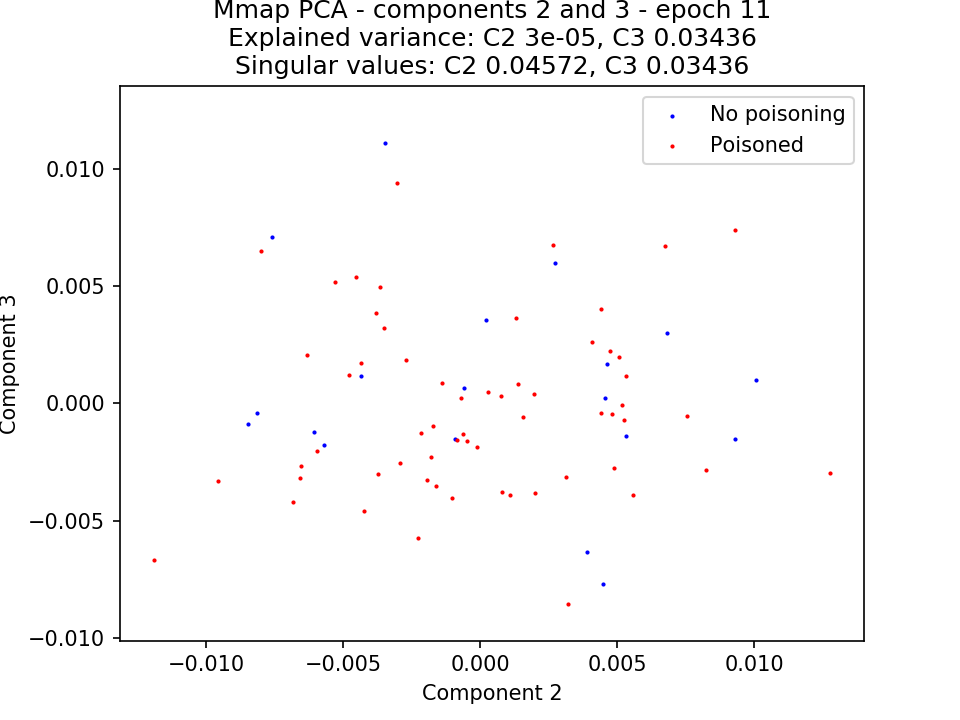 Mmap PCA - components 2 and 3 - epoch 11
Explained variance: C2 3e-05, C3 0.03436
Singular values: C2 0.04572, C3 0.03436
No poisoning
Poisoned
0.010
0.005
0.000
−0.005
−0.010
Component 3
−0.010
−0.005
0.000
0.005
0.010
Component 2